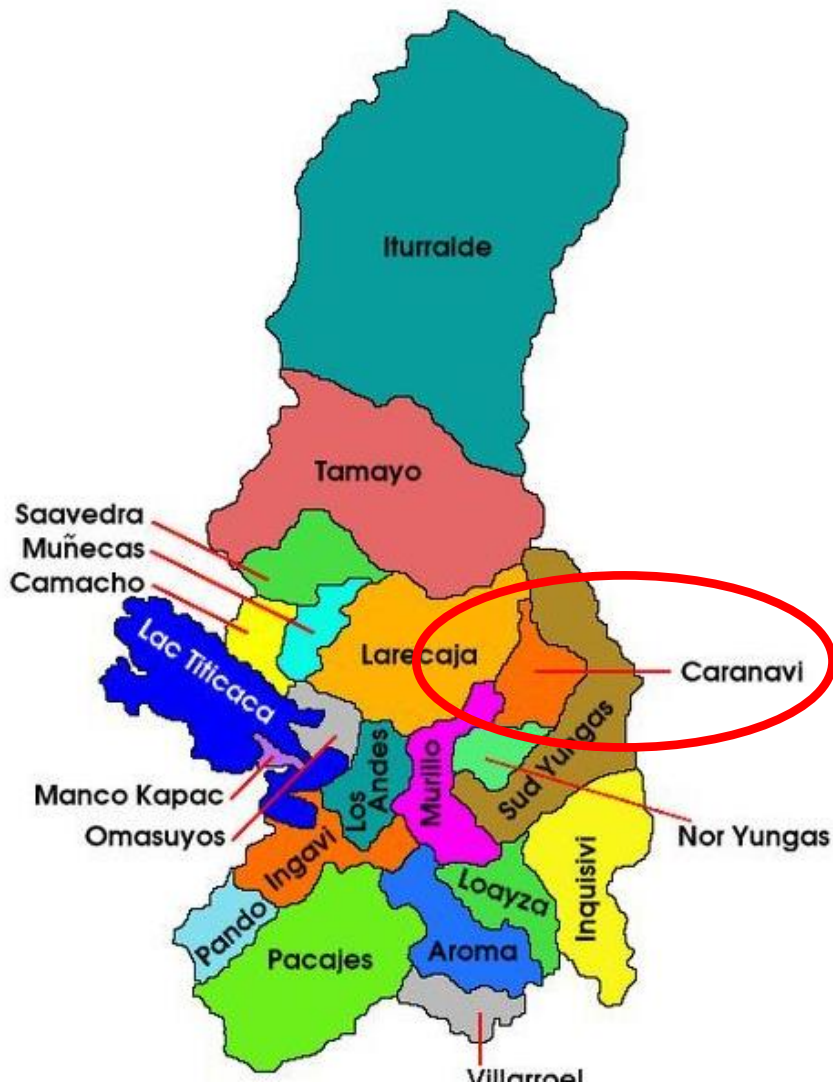 Iturralde
Tamayo
Saavedra
Muñecas
Camacho
Larecaja
Lac Titicaca
Caranavi
Manco Kapac
Omasuyos
Los Andes
Murillo
Sud Yungas
Nor Yungas
Ingavi
Loayza
Inquisivi
Pando
Pacajes
Aroma
Villarroel